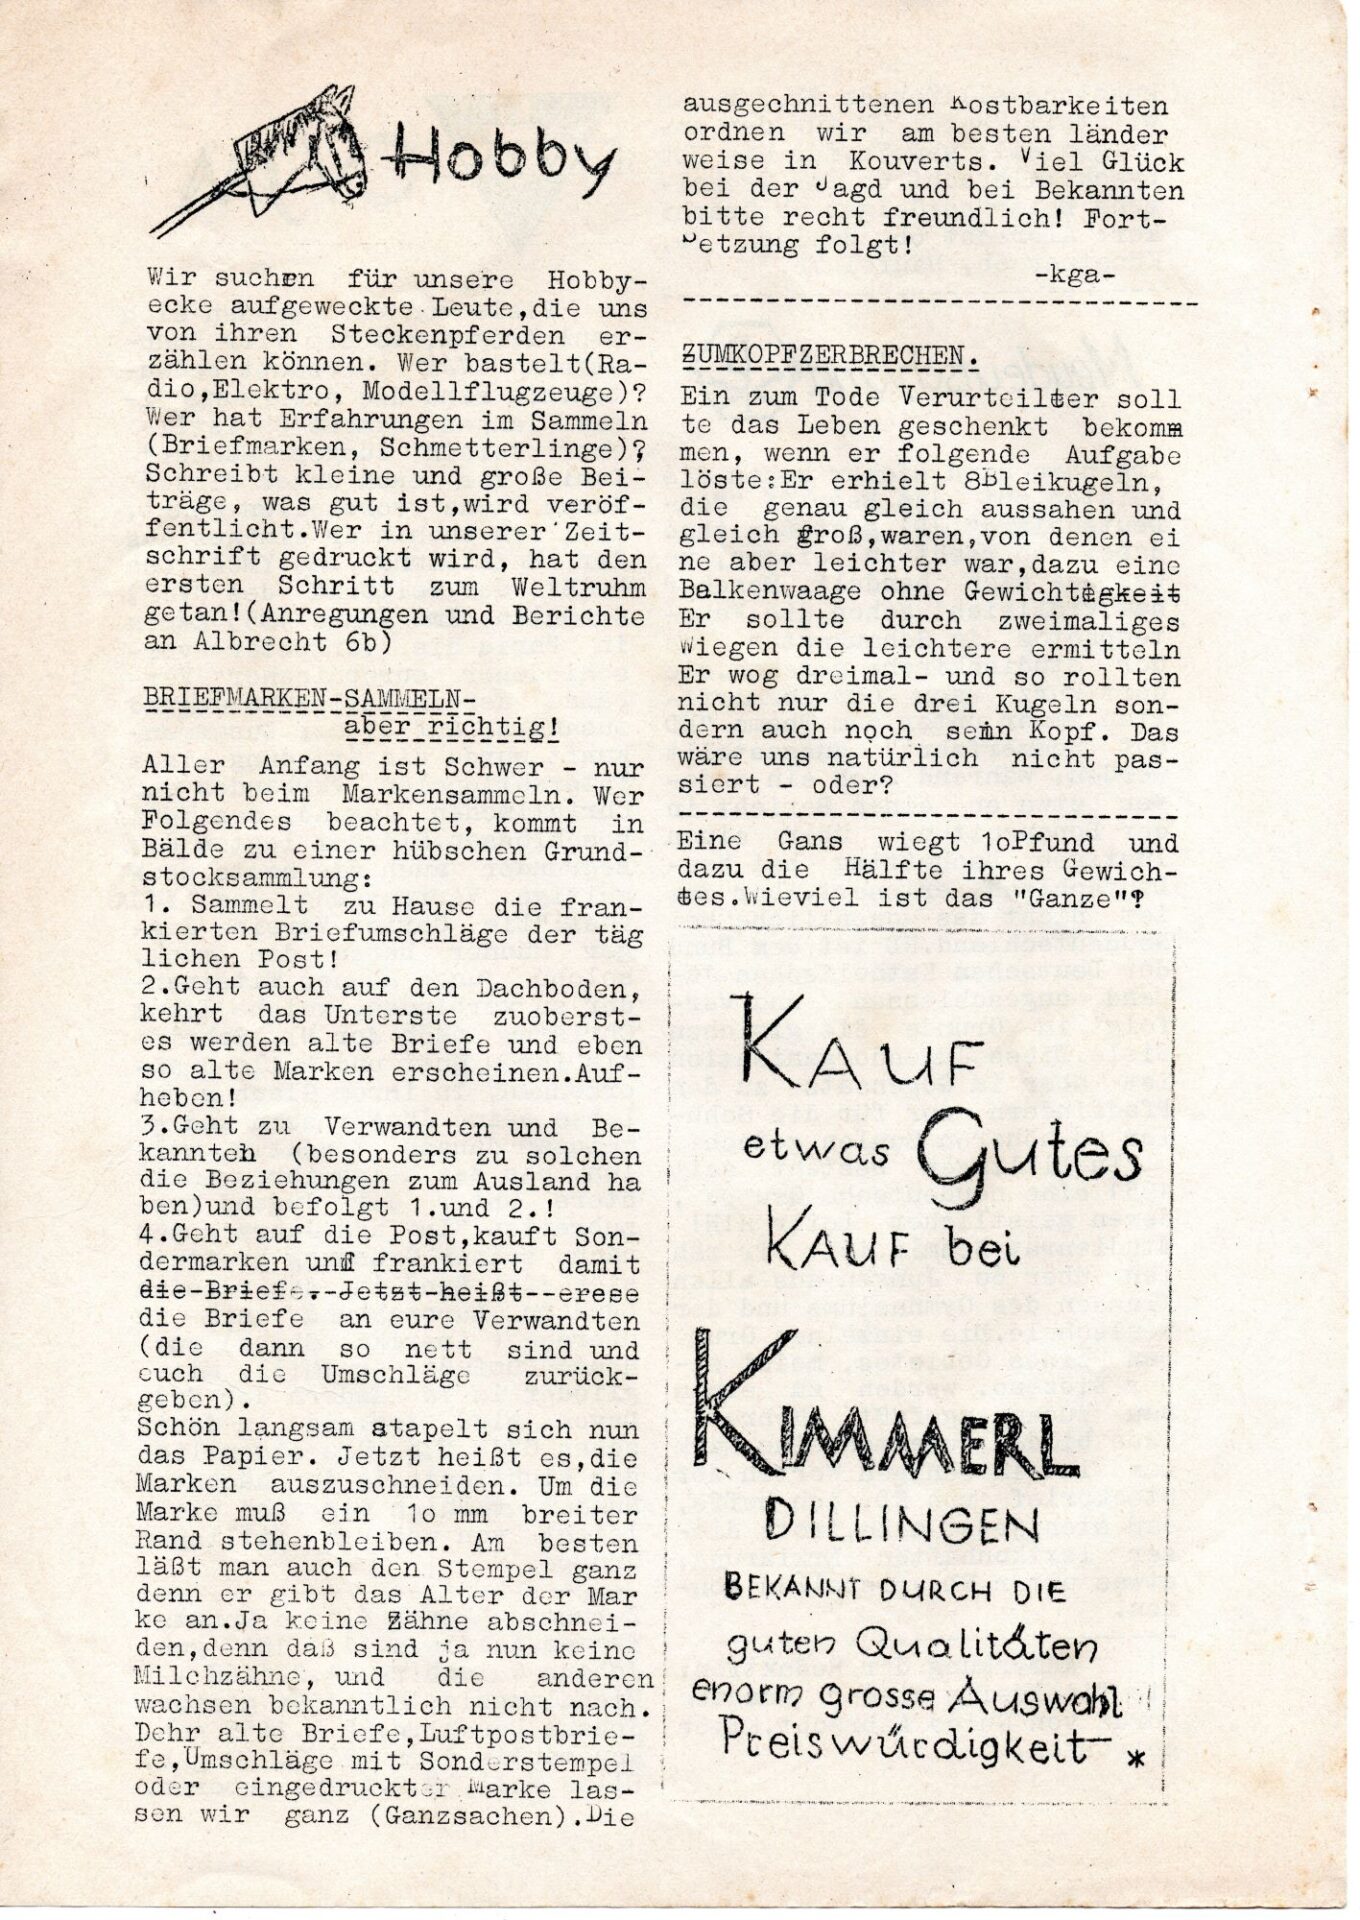 Hobby
Wir suchen für unsere Hobby-
ecke aufgeweckte Leute,die uns
von ihren Steckenpferden er-
zählen können. Wer bastelt(Ra-
dio,Elektro, Modellflugzeuge)?
Wer hat Erfahrungen im Sammeln
(Briefmarken, Schmetterlinge)?
Schreibt kleine und große Bei-
träge, was gut ist,wird veröf-
fentlicht.Wer in unserer Zeit-
schrift gedruckt wird, hat den
ersten Schritt zum Weltruhm
getan!(Anregungen und Berichte
an Albrecht 6b)
BRIEFMARKEN-SAMMELN-
aber richtig!
Aller Anfang ist Schwer - nur
nicht beim Markensammeln. Wer
Folgendes beachtet, kommt in
Bälde zu einer hübschen Grund-
stocksammlung:
1. Sammelt zu Hause die fran-
kierten Briefumschläge der täg
lichen Post!
2.Geht auch auf den Dachboden,
kehrt das Unterste zuoberst-
es werden alte Briefe und eben
so alte Marken erscheinen.Auf-
heben!
3.Geht zu Verwandten und Be-
kannten (besonders zu solchen
die Beziehungen zum Ausland ha
ben)und befolgt 1.und 2.!
4.Geht auf die Post,kauft Son-
dermarken und frankiert damit
die Briefe. Jetzt heißt erese
die Briefe an eure Verwandten
(die dann so nett sind und
euch die Umschläge zurück-
geben).
Schön langsam stapelt sich nun
das Papier. Jetzt heißt es,die
Marken auszuschneiden. Um die
Marke muß ein 1o mm breiter
Rand stehenbleiben. Am besten
läßt man auch den Stempel ganz
denn er gibt das Alter der Mar
ke an.Ja keine Zähne abschnei-
den,denn daß sind ja nun keine
Milchzähne, und die anderen
wachsen bekanntlich nicht nach.
Dehr alte Briefe,Luftpostbrie-
fe,Umschläge mit Sonderstempel
oder eingedruckter Marke las-
sen wir ganz (Ganzsachen).Die
ausgechnittenen Kostbarkeiten
ordnen wir am besten länder
weise in Kouverts. Viel Glück
bei der Jagd und bei Bekannten
bitte recht freundlich! Fort-
setzung folgt!
-kga-
ZUMKOPFZERBRECHEN.
Ein zum Tode Verurteilter soll
te das Leben geschenkt bekomm
men, wenn er folgende Aufgabe
löste:Er erhielt 8Bleikugeln,
die genau gleich aussahen und
gleich groß,waren,von denen ei
ne aber leichter war,dazu eine
Balkenwaage ohne Gewichtigkeit
Er sollte durch zweimaliges
Wiegen die leichtere ermitteln
Er wog dreimal- und so rollten
nicht nur die drei Kugeln son-
dern auch noch sein Kopf. Das
wäre uns natürlich nicht pas-
siert - oder?
Eine Gans wiegt 1oPfund und
dazu die Hälfte ihres Gewich-
tes.Wieviel ist das "Ganze"?
KAUF
etwas Gutes
KAUF bei
KIMMERL
DILLINGEN
BEKANNT DURCH DIE
guten Qualitäten
enorm grosse Auswahl
Preiswürdigkeit *